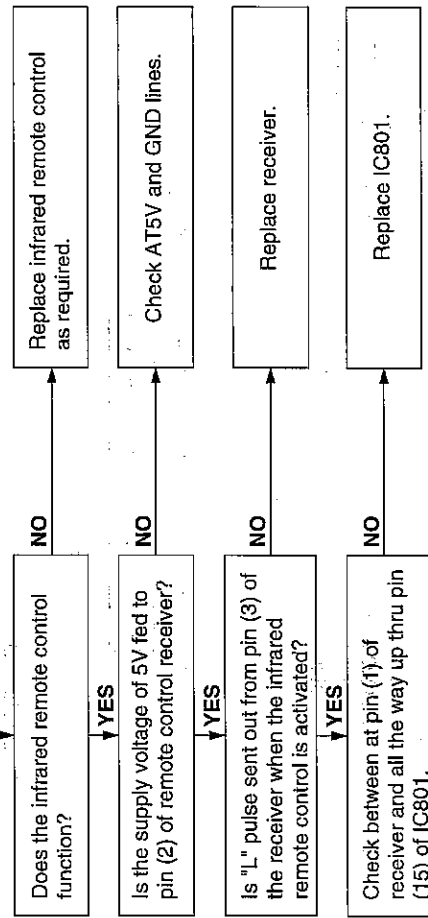 Does the infrared remote control
function?
NO
Replace infrared remote control
as required.
YES
Is the supply voltage of 5V fed to
pin (2) of remote control receiver?
NO
Check AT5V and GND lines.
YES
Is "L" pulse sent out from pin (3) of
the receiver when the infrared
remote control is activated?
NO
Replace receiver.
YES
Check between at pin (1) of
receiver and all the way up thru pin
(15) of IC801.
NO
Replace IC801.